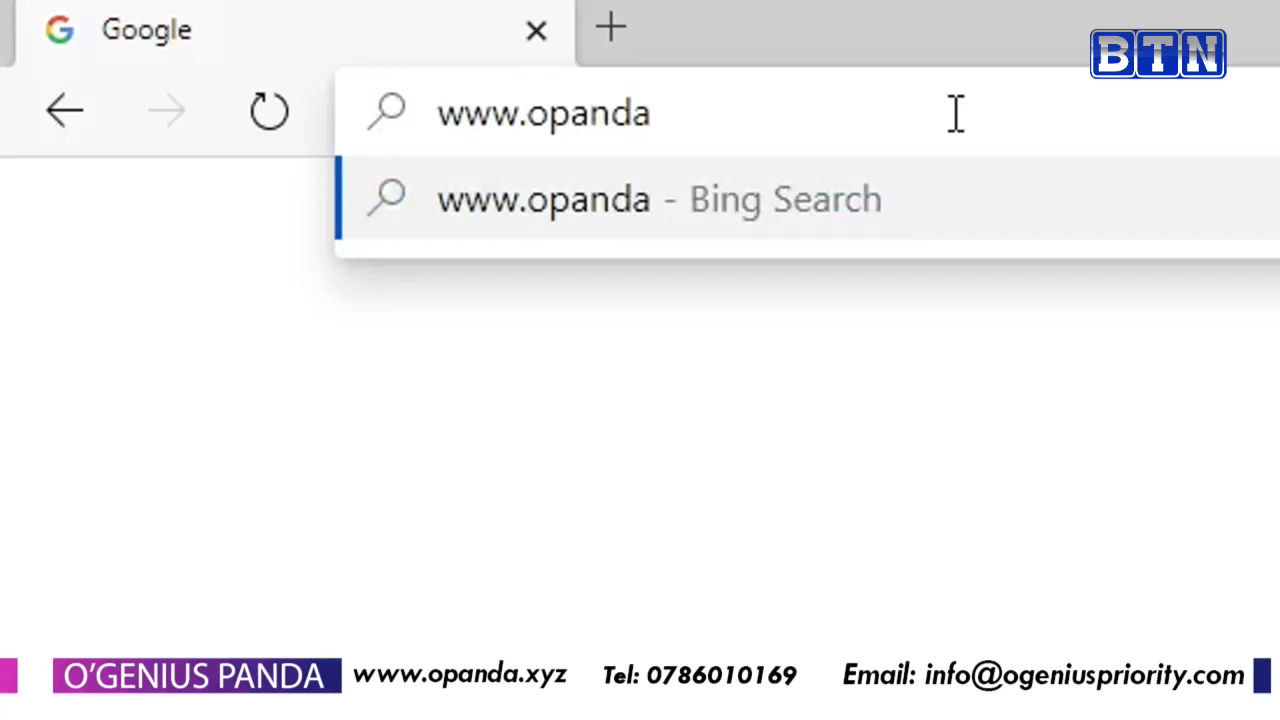 Google
BTN
www.opanda
www.opanda - Bing Search
O'GENIUS PANDA www.opanda.xyz Tel: 0786010169 Email: info@ogeniuspriority.com